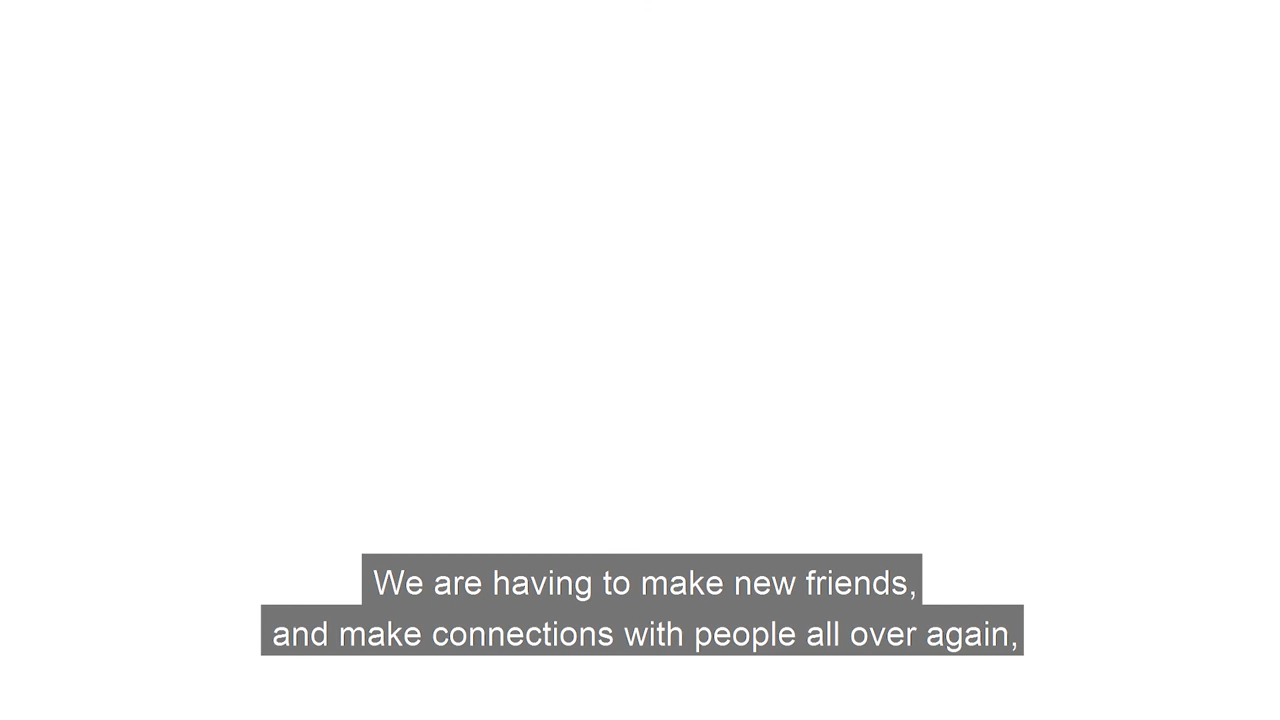 We are having to make new friends,
and make connections with people all over again,